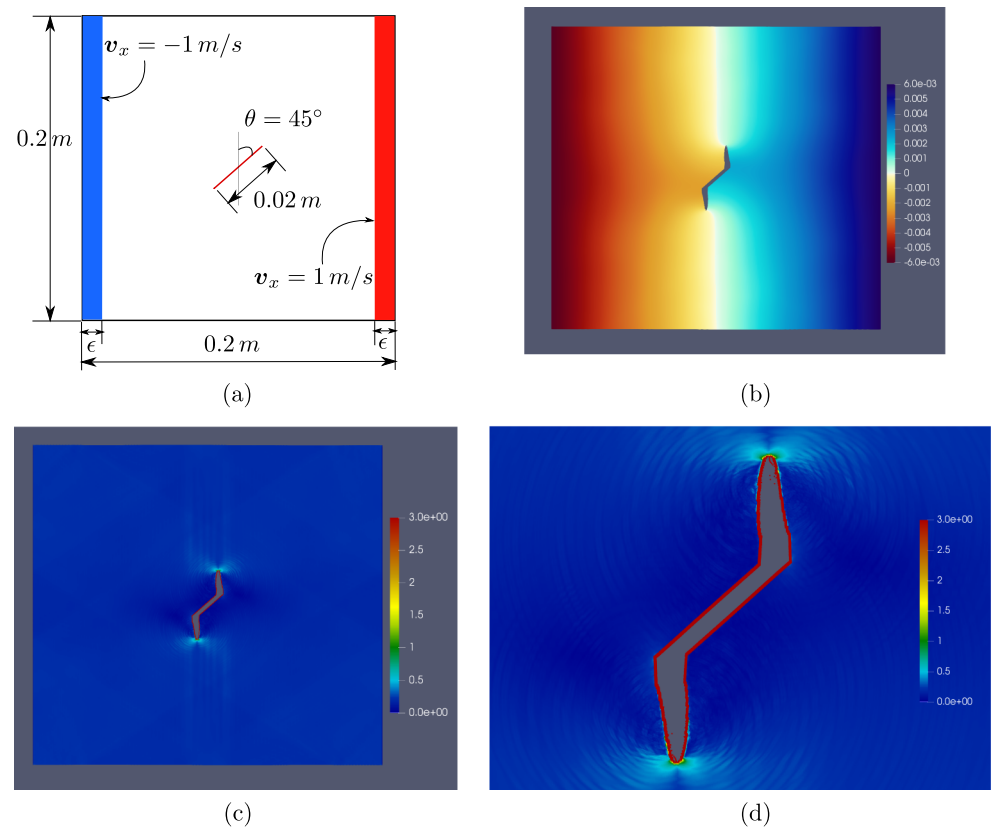 𝒗ₓ = −1 m/s
θ = 45°
0.2 m
0.02 m
𝒗ₓ = 1 m/s
ϵ
0.2 m
ϵ
(a)
6.0e-03
0.005
0.004
0.003
0.002
0.001
0
-0.001
-0.002
-0.003
-0.004
-0.005
-6.0e-03
(b)
3.0e+00
2.5
2
1.5
1
0.5
0.0e+00
(c)
3.0e+00
2.5
2
1.5
1
0.5
0.0e+00
(d)